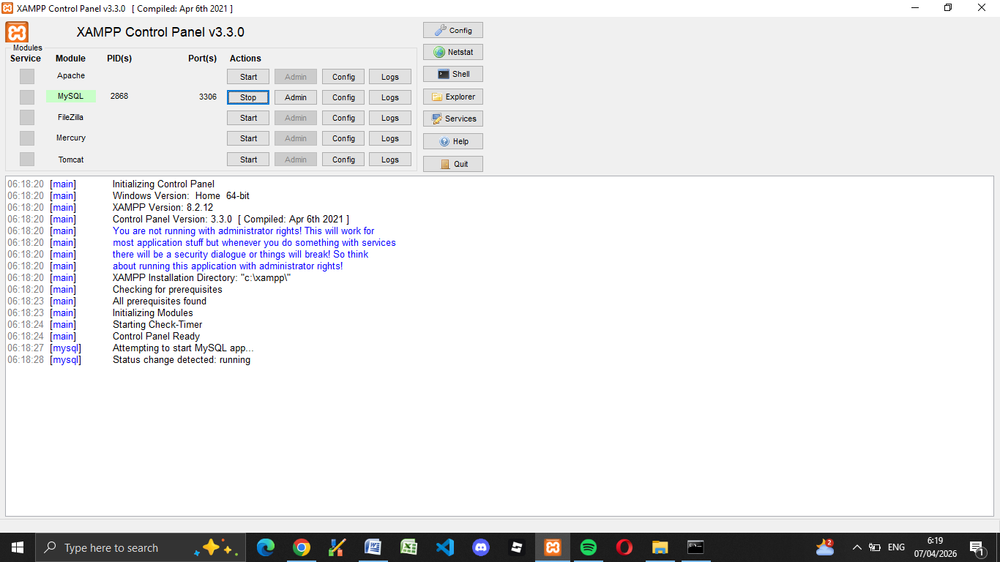 XAMPP Control Panel v3.3.0 [ Compiled: Apr 6th 2021 ]
XAMPP Control Panel v3.3.0
Modules
Service Module PID(s) Port(s) Actions
Apache Start Admin Config Logs
MySQL 2868 3306 Stop Admin Config Logs
FileZilla Start Admin Config Logs
Mercury Start Admin Config Logs
Tomcat Start Admin Config Logs
Config
Netstat
Shell
Explorer
Services
Help
Quit
06:18:20 [main] Initializing Control Panel
06:18:20 [main] Windows Version: Home 64-bit
06:18:20 [main] XAMPP Version: 8.2.12
06:18:20 [main] Control Panel Version: 3.3.0 [ Compiled: Apr 6th 2021 ]
06:18:20 [main] You are not running with administrator rights! This will work for
06:18:20 [main] most application stuff but whenever you do something with services
06:18:20 [main] there will be a security dialogue or things will break! So think
06:18:20 [main] about running this application with administrator rights!
06:18:20 [main] XAMPP Installation Directory: "c:\xampp\"
06:18:20 [main] Checking for prerequisites
06:18:23 [main] All prerequisites found
06:18:23 [main] Initializing Modules
06:18:24 [main] Starting Check-Timer
06:18:24 [main] Control Panel Ready
06:18:27 [mysql] Attempting to start MySQL app...
06:18:28 [mysql] Status change detected: running
Type here to search
2
ENG
6:19
07/04/2026
1